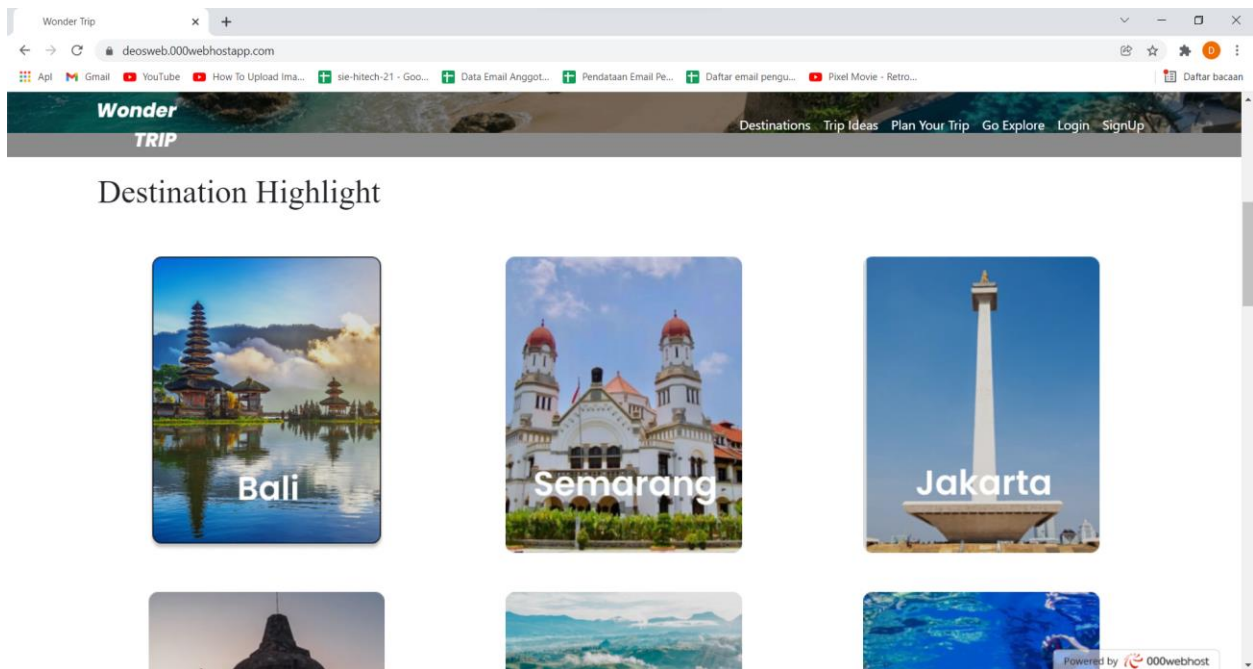 Wonder Trip
deosweb.000webhostapp.com
Apl Gmail YouTube How To Upload Ima... sie-hitech-21 - Goo... Data Email Anggot... Pendataan Email Pe... Daftar email pengu... Pixel Movie - Retro... Daftar bacaan
Wonder
TRIP
Destinations Trip Ideas Plan Your Trip Go Explore Login SignUp
Destination Highlight
Bali
Semarang
Jakarta
Powered by 000webhost